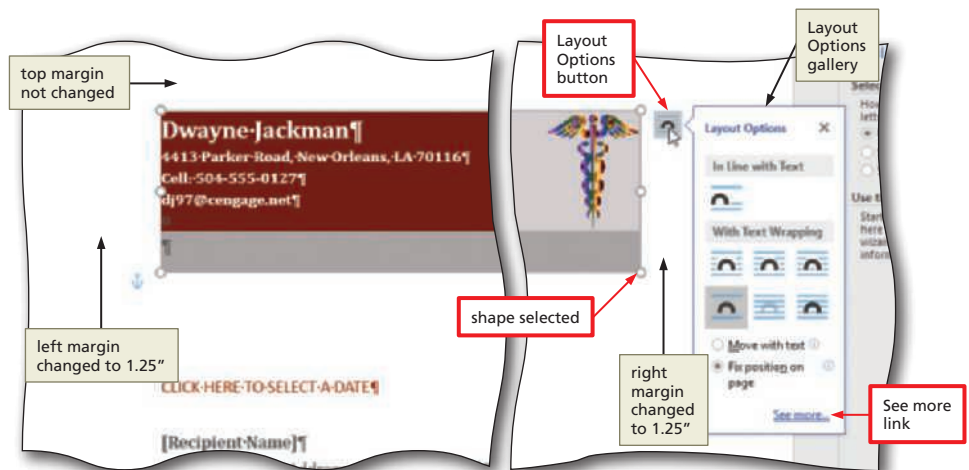 top margin
not changed
Layout
Options
button
Layout
Options
gallery
Dwayne·Jackman¶
4413·Parker·Road,·New·Orleans,·LA·70116¶
Cell:·504-555-0127¶
dj97@cengage.net¶
¶
Layout Options
In Line with Text
With Text Wrapping
Move with text
Fix position on
page
See more...
shape selected
left margin
changed to 1.25”
right
margin
changed
to 1.25”
See more
link
CLICK·HERE·TO·SELECT·A·DATE¶
[Recipient·Name]¶